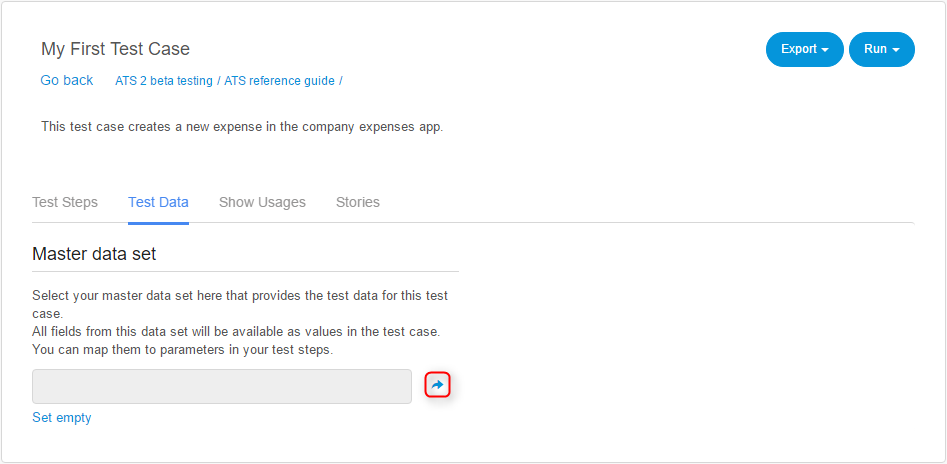 My First Test Case
Export
Run
Go back
ATS 2 beta testing / ATS reference guide /
This test case creates a new expense in the company expenses app.
Test Steps
Test Data
Show Usages
Stories
Master data set
Select your master data set here that provides the test data for this test
case.
All fields from this data set will be available as values in the test case.
You can map them to parameters in your test steps.
Set empty